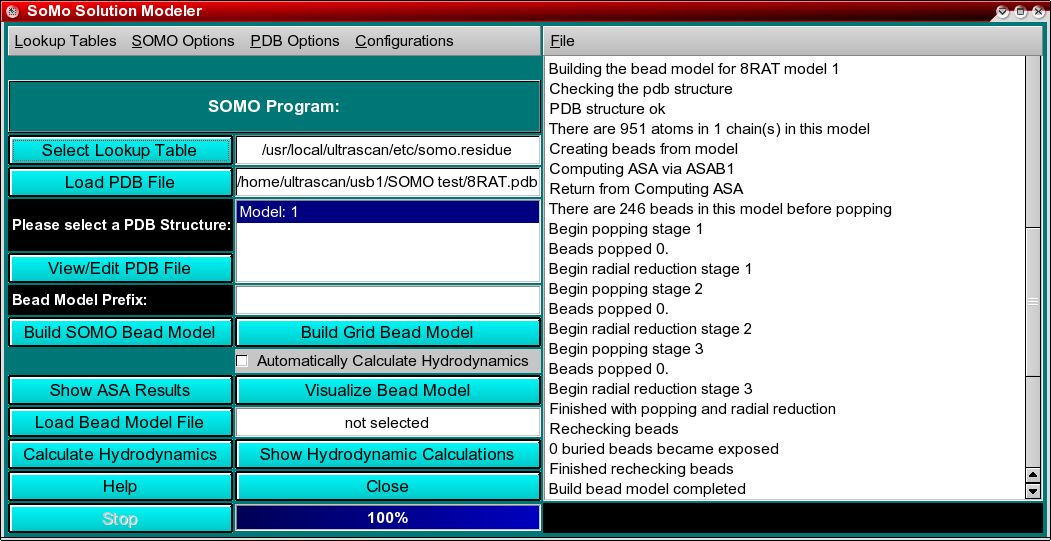 SoMo Solution Modeler
Lookup Tables SOMO Options PDB Options Configurations
SOMO Program:
Select Lookup Table /usr/local/ultrascan/etc/somo.residue
Load PDB File /home/ultrascan/usb1/SOMO test/8RAT.pdb
Please select a PDB Structure: Model: 1
View/Edit PDB File
Bead Model Prefix:
Build SOMO Bead Model Build Grid Bead Model
Automatically Calculate Hydrodynamics
Show ASA Results Visualize Bead Model
Load Bead Model File not selected
Calculate Hydrodynamics Show Hydrodynamic Calculations
Help Close
Stop 100%
File
Building the bead model for 8RAT model 1
Checking the pdb structure
PDB structure ok
There are 951 atoms in 1 chain(s) in this model
Creating beads from model
Computing ASA via ASAB1
Return from Computing ASA
There are 246 beads in this model before popping
Begin popping stage 1
Beads popped 0.
Begin radial reduction stage 1
Begin popping stage 2
Beads popped 0.
Begin radial reduction stage 2
Begin popping stage 3
Beads popped 0.
Begin radial reduction stage 3
Finished with popping and radial reduction
Rechecking beads
0 buried beads became exposed
Finished rechecking beads
Build bead model completed